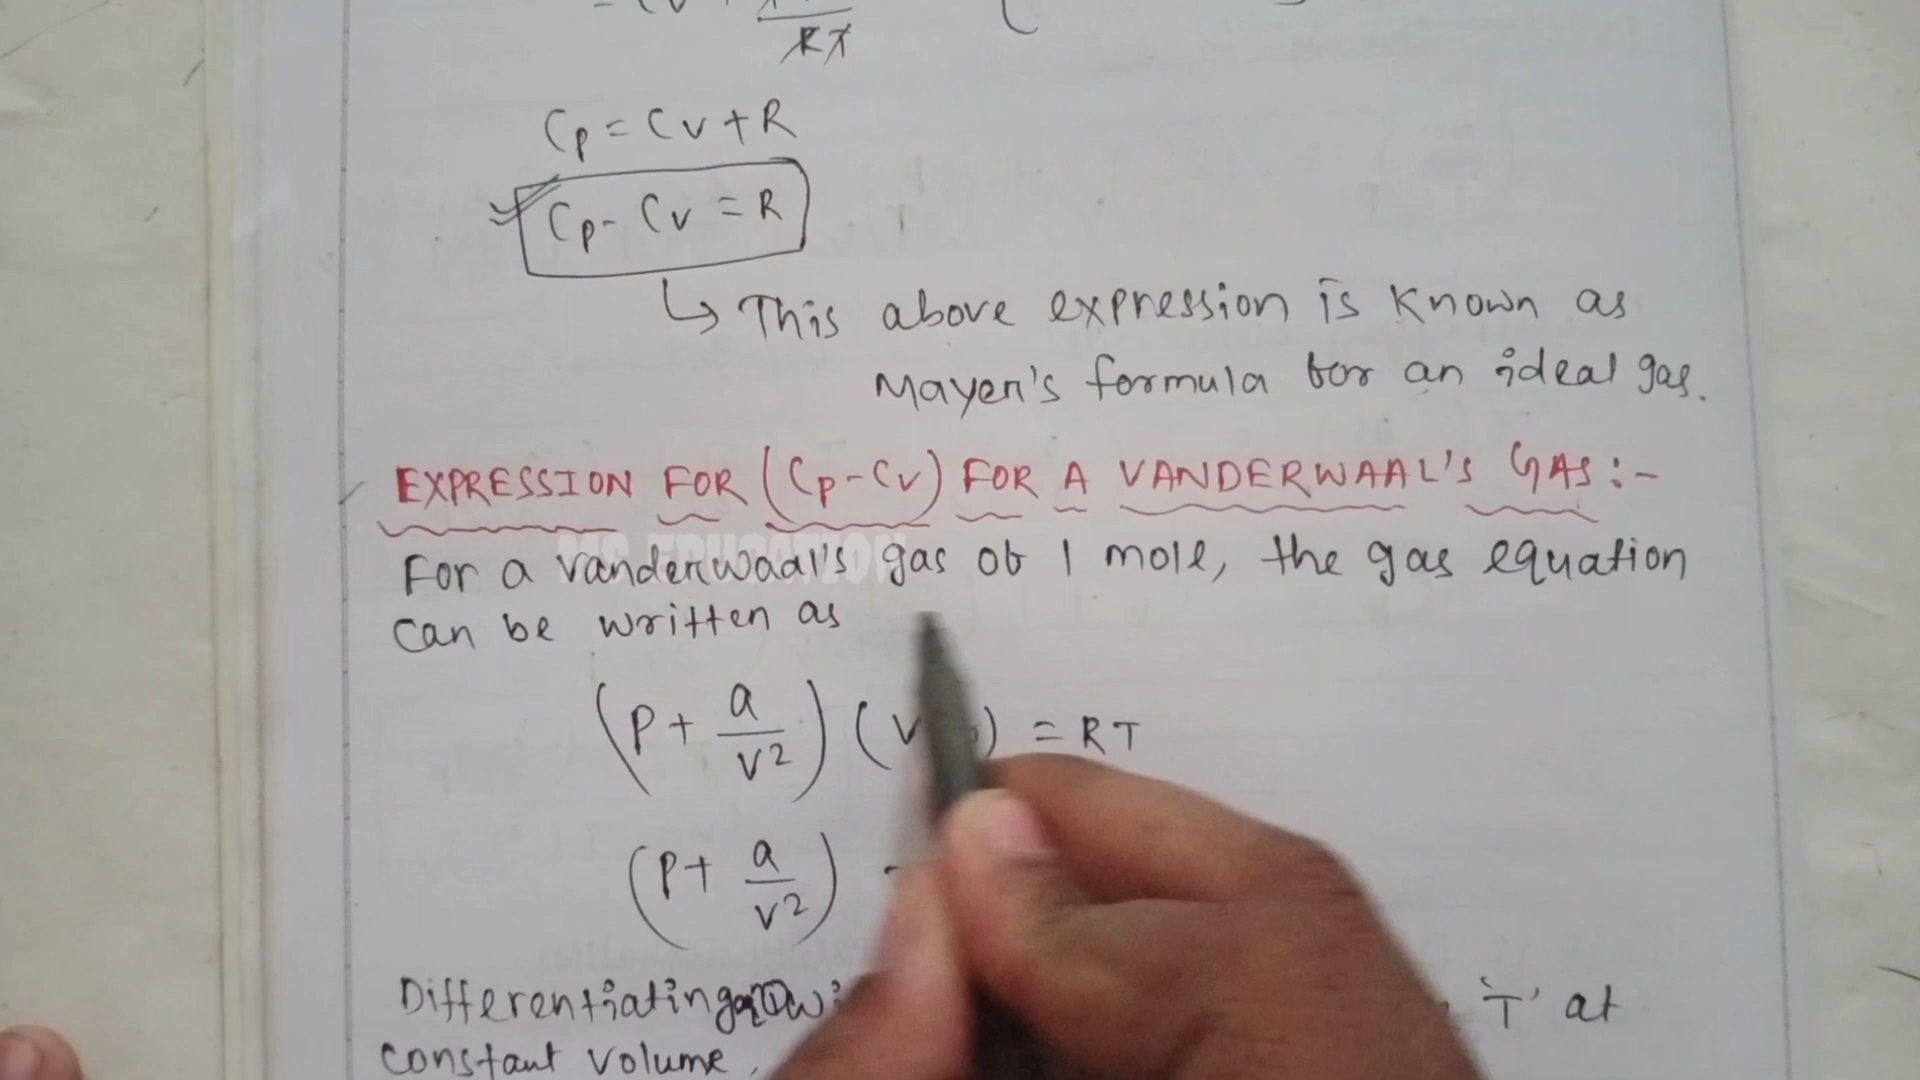 RT
Cp = Cv + R
Cp - Cv = R
↳ This above expression is known as
Mayer's formula for an ideal gas.
EXPRESSION FOR (Cp-Cv) FOR A VANDERWAAL'S GAS :-
For a vanderwaal's gas of 1 mole, the gas equation
can be written as
(P + a/V²) (V ) = RT
(P + a/V²)
Differentiating 'T' at
constant volume,